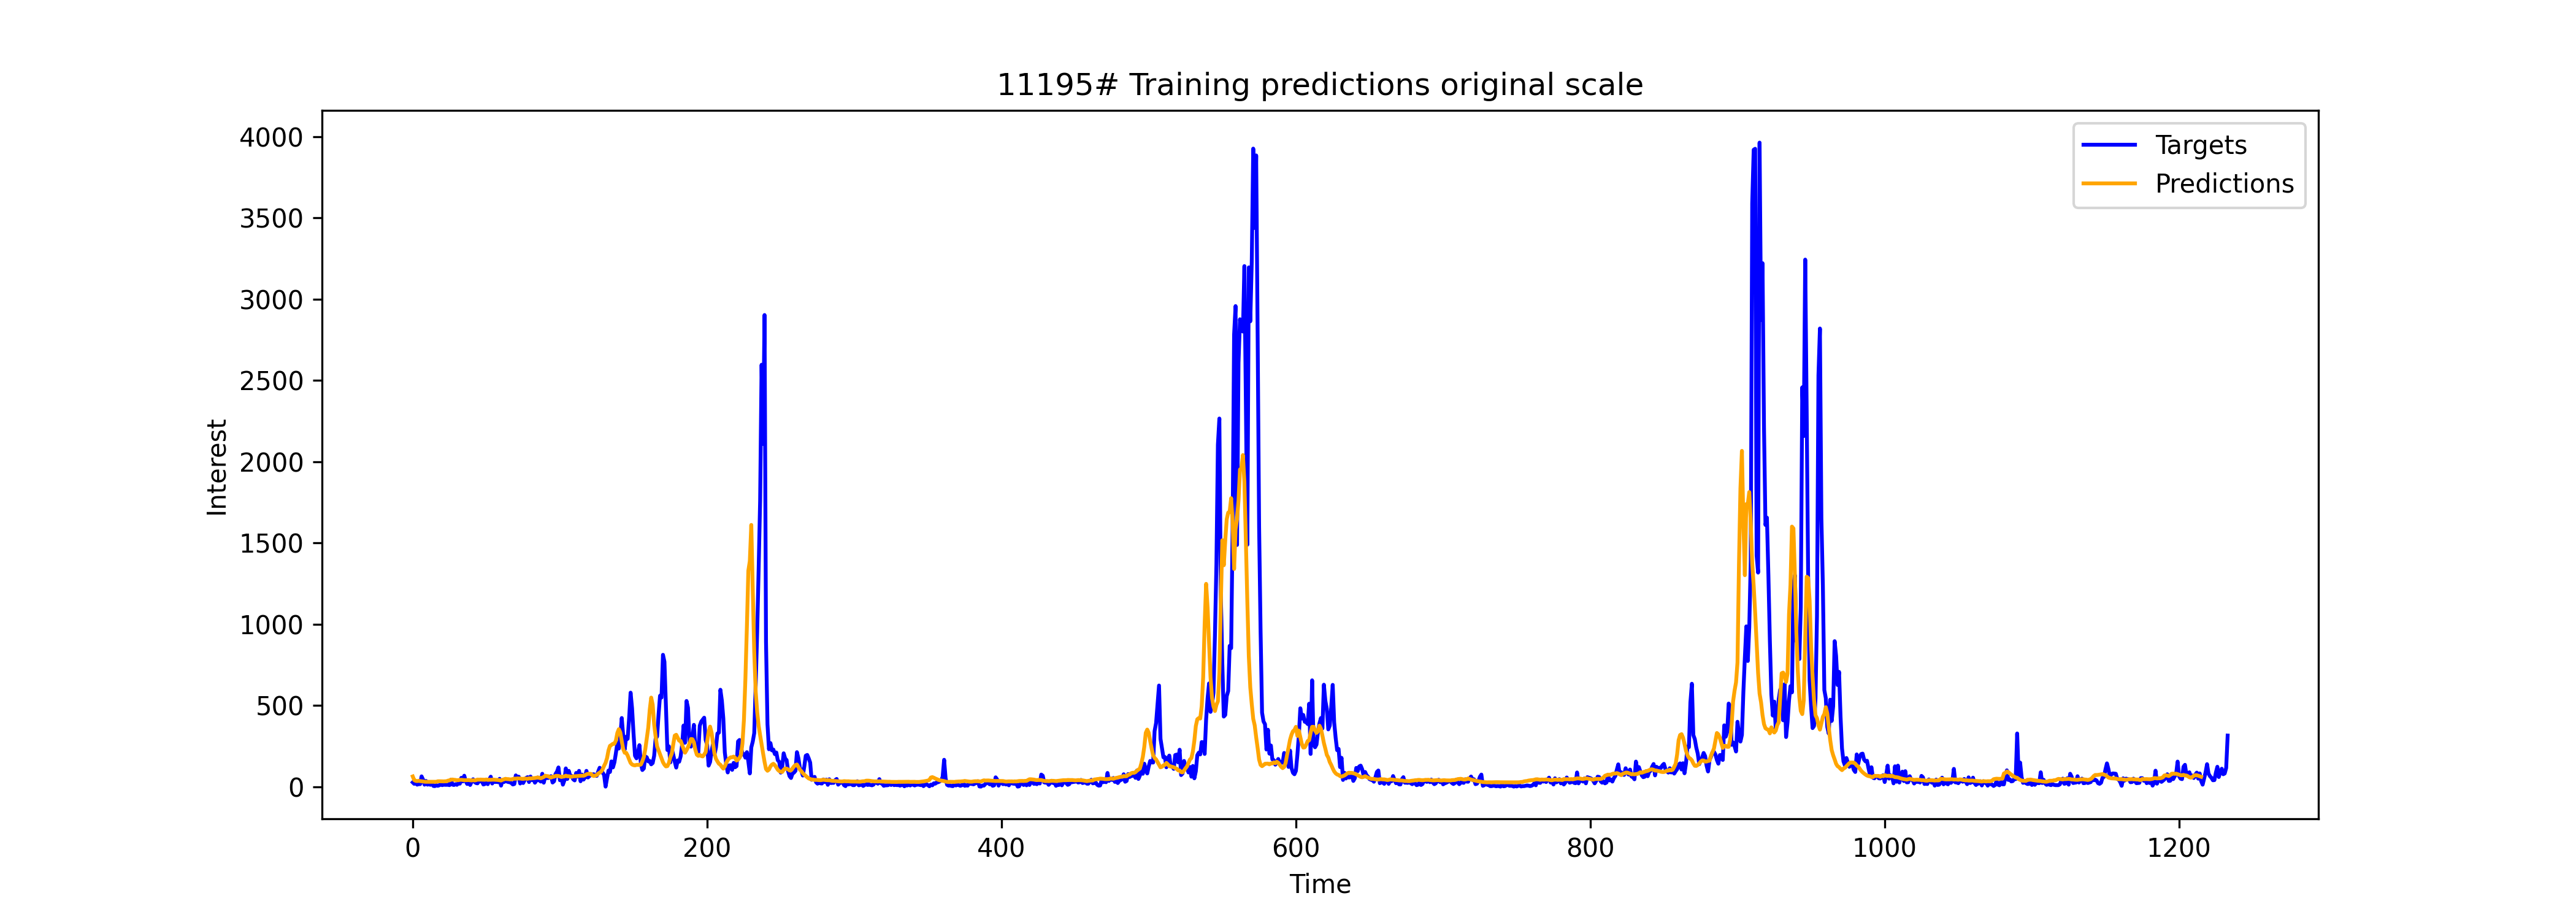 11195# Training predictions original scale
Targets
Predictions
4000
3500
3000
2500
2000
1500
1000
500
0
Interest
0 200 400 600 800 1000 1200
Time